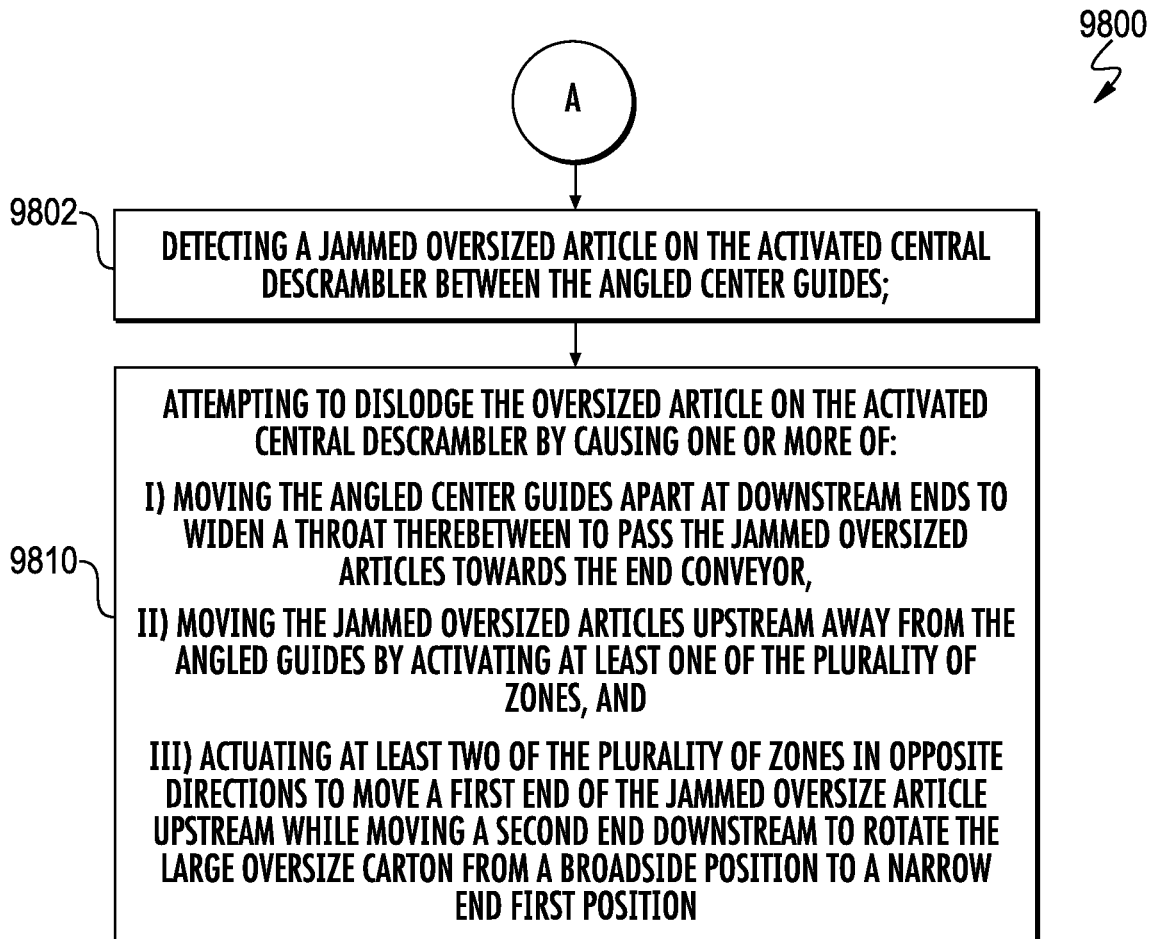 9800
A
9802
DETECTING A JAMMED OVERSIZED ARTICLE ON THE ACTIVATED CENTRAL
DESCRAMBLER BETWEEN THE ANGLED CENTER GUIDES;
9810
ATTEMPTING TO DISLODGE THE OVERSIZED ARTICLE ON THE ACTIVATED
CENTRAL DESCRAMBLER BY CAUSING ONE OR MORE OF:
I) MOVING THE ANGLED CENTER GUIDES APART AT DOWNSTREAM ENDS TO
WIDEN A THROAT THEREBETWEEN TO PASS THE JAMMED OVERSIZED
ARTICLES TOWARDS THE END CONVEYOR,
II) MOVING THE JAMMED OVERSIZED ARTICLES UPSTREAM AWAY FROM THE
ANGLED GUIDES BY ACTIVATING AT LEAST ONE OF THE PLURALITY OF
ZONES, AND
III) ACTUATING AT LEAST TWO OF THE PLURALITY OF ZONES IN OPPOSITE
DIRECTIONS TO MOVE A FIRST END OF THE JAMMED OVERSIZE ARTICLE
UPSTREAM WHILE MOVING A SECOND END DOWNSTREAM TO ROTATE THE
LARGE OVERSIZE CARTON FROM A BROADSIDE POSITION TO A NARROW
END FIRST POSITION